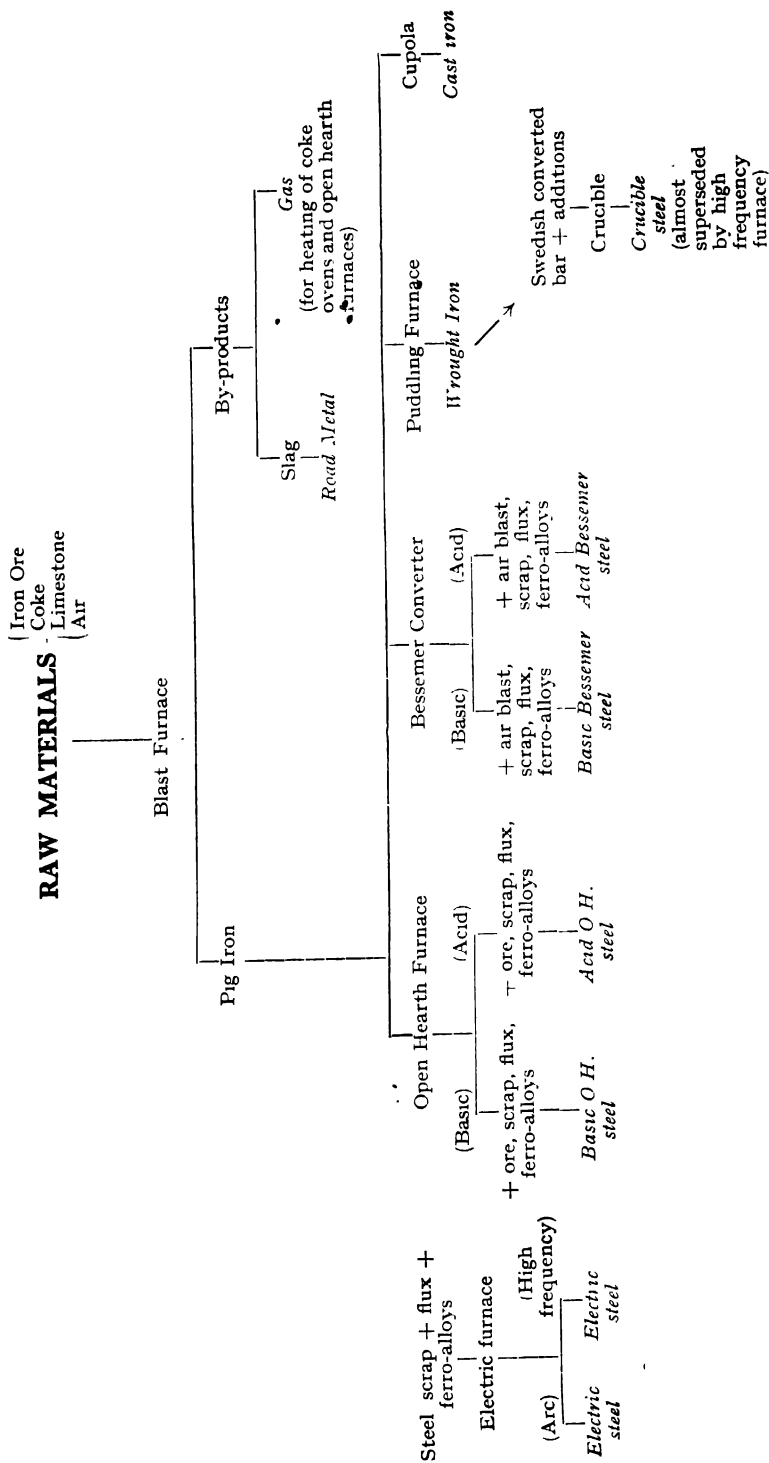 RAW MATERIALS
Iron Ore
Coke
Limestone
Air
Blast Furnace
Pig Iron
By-products
Slag
Road Metal
Gas
(for heating of coke
ovens and open hearth
furnaces)
Open Hearth Furnace
(Basic)
+ ore, scrap, flux,
ferro-alloys
Basic O H.
steel
(Acid)
+ ore, scrap, flux,
ferro-alloys
Acid O H.
steel
Bessemer Converter
(Basic)
+ air blast,
scrap, flux,
ferro-alloys
Basic Bessemer
steel
(Acid)
+ air blast,
scrap, flux,
ferro-alloys
Acid Bessemer
steel
Puddling Furnace
Wrought Iron
Swedish converted
bar + additions
Crucible
Crucible
steel
(almost
superseded
by high
frequency
furnace)
Cupola
Cast iron
Steel scrap + flux +
ferro-alloys
Electric furnace
(Arc)
Electric
steel
(High
frequency)
Electric
steel